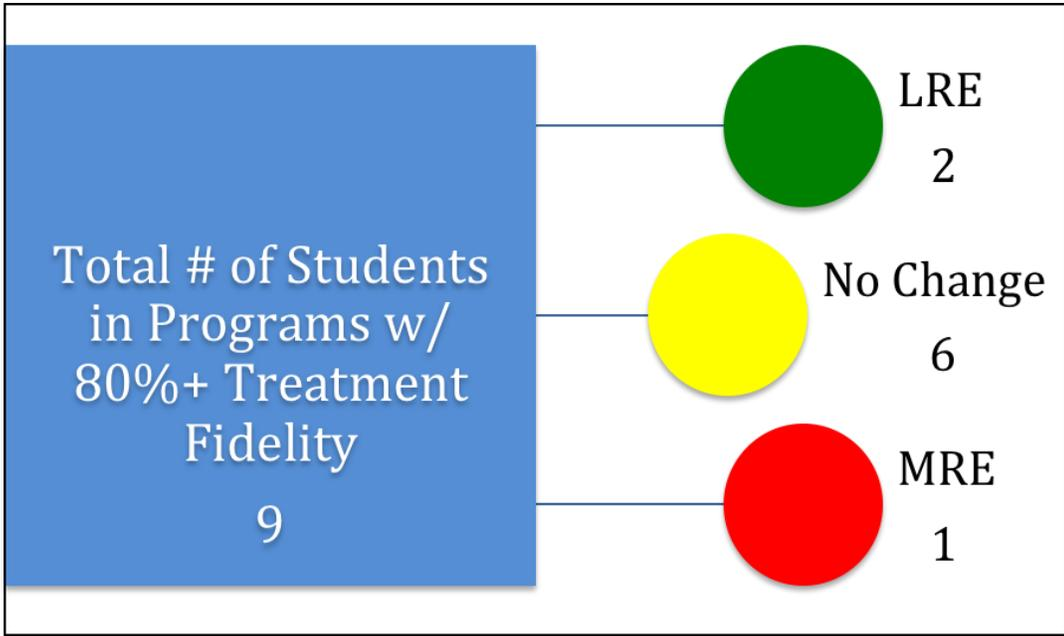 Total # of Students
in Programs w/
80%+ Treatment
Fidelity
9
LRE
2
No Change
6
MRE
1